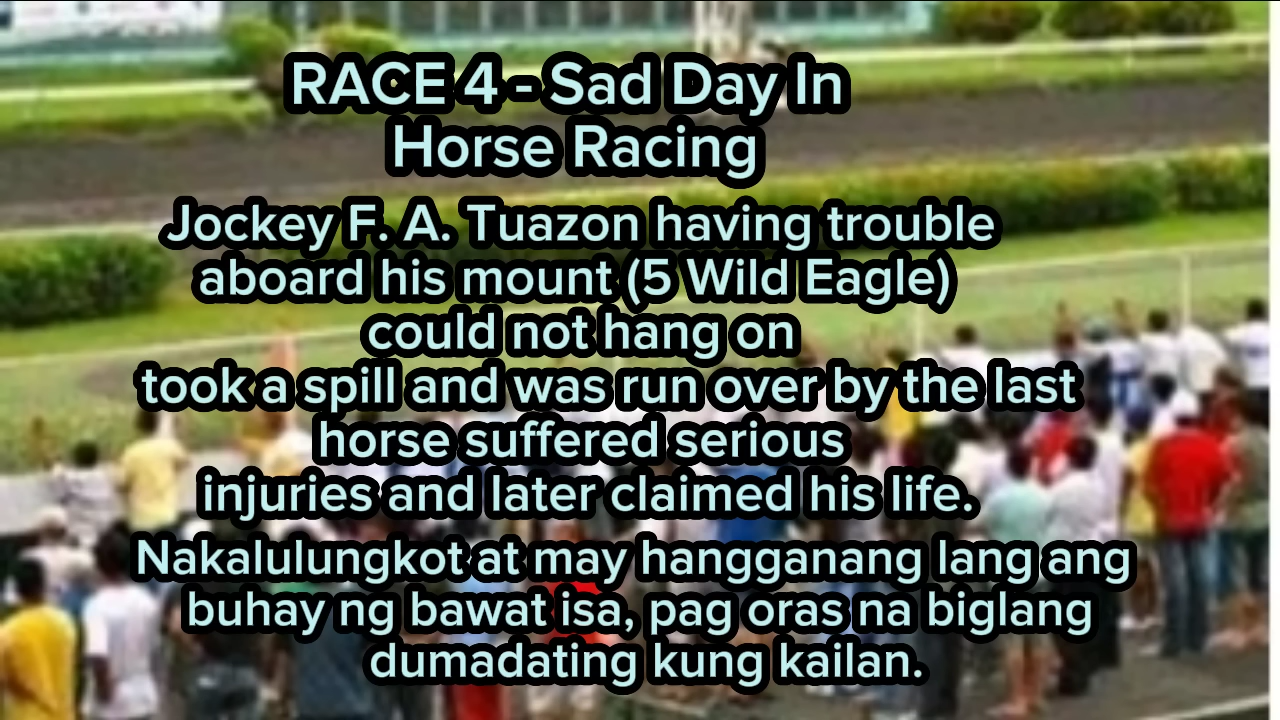 RACE 4 - Sad Day In
Horse Racing
Jockey F. A. Tuazon having trouble
aboard his mount (5 Wild Eagle)
could not hang on
took a spill and was run over by the last
horse suffered serious
injuries and later claimed his life.
Nakalulungkot at may hangganang lang ang
buhay ng bawat isa, pag oras na biglang
dumadating kung kailan.